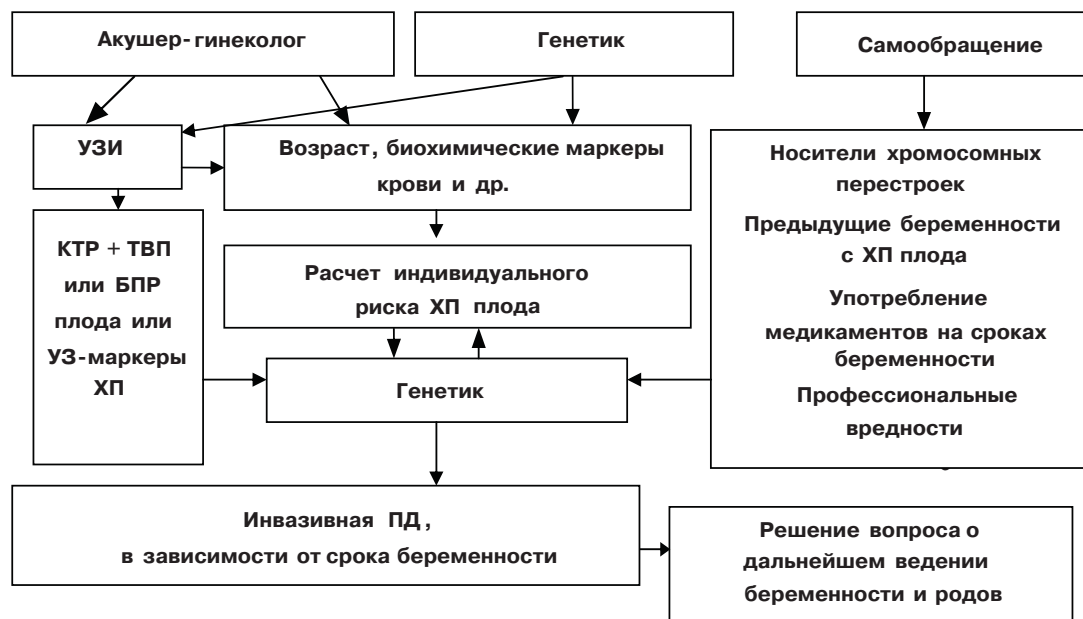 Акушер-гинеколог
Генетик
Самообращение
УЗИ
Возраст, биохимические маркеры
крови и др.
Носители хромосомных
перестроек
Предыдущие беременности
с ХП плода
Употребление
медикаментов на сроках
беременности
Профессиональные
вредности
КТР + ТВП
или БПР
плода или
УЗ-маркеры
ХП
Расчет индивидуального
риска ХП плода
Генетик
Инвазивная ПД,
в зависимости от срока беременности
Решение вопроса о
дальнейшем ведении
беременности и родов